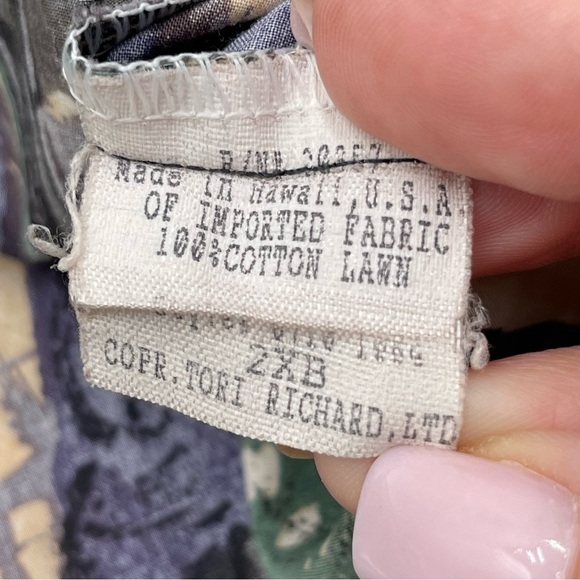 Made in Hawaii, U.S.A.
OF IMPORTED FABRIC
100%COTTON LAWN
2XB
COPR.TORI RICHARD,LTD